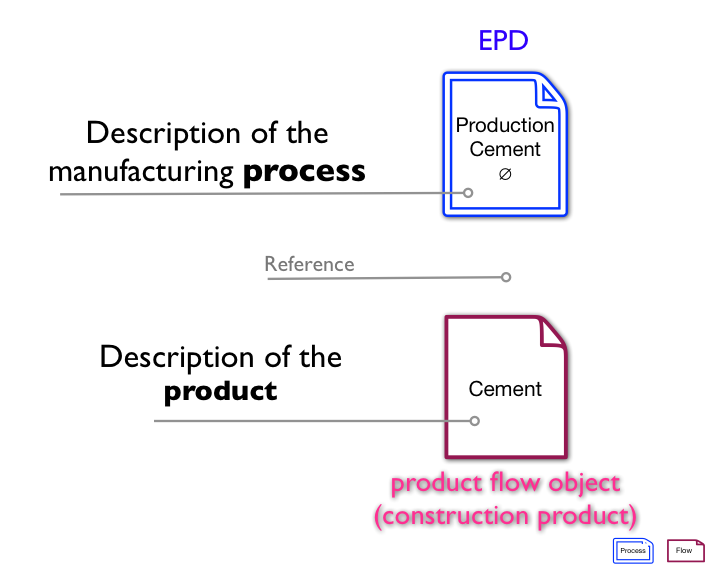 EPD
Description of the
manufacturing process
Production
Cement
∅
Reference
Description of the
product
Cement
product flow object
(construction product)
Process
Flow